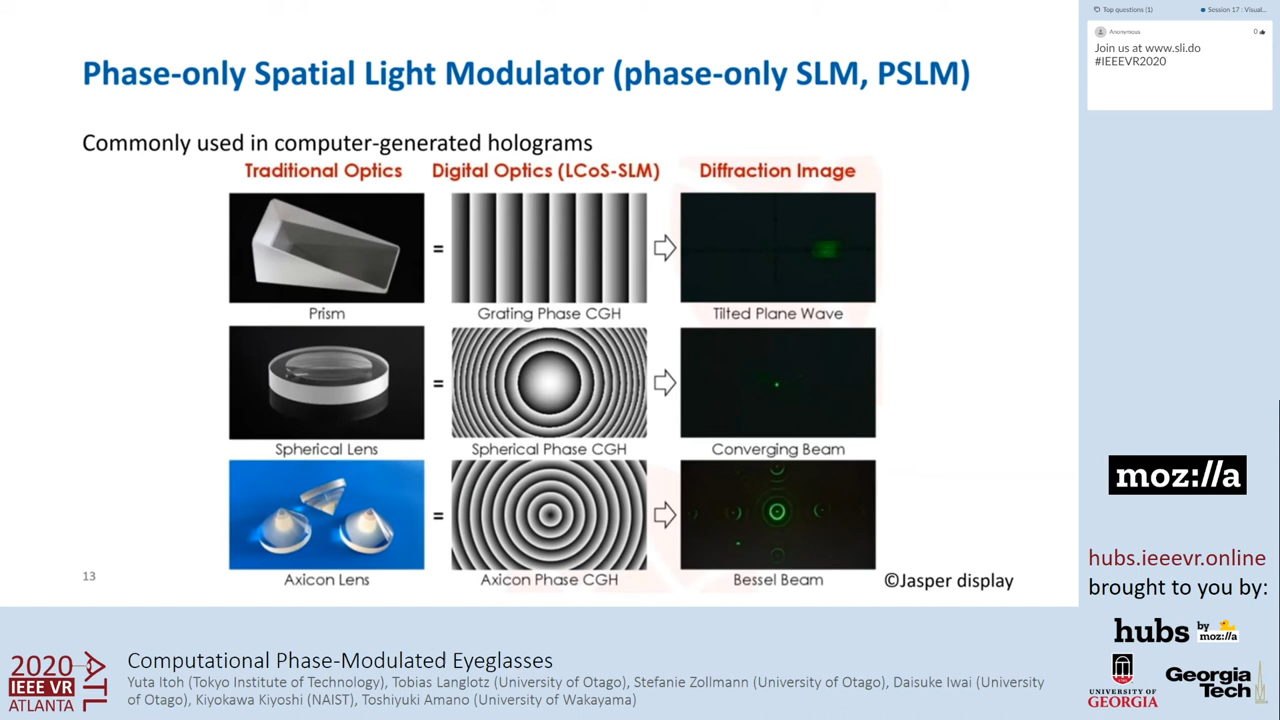 Phase-only Spatial Light Modulator (phase-only SLM, PSLM)
Commonly used in computer-generated holograms
Traditional Optics
Digital Optics (LCoS-SLM)
Diffraction Image
=
Prism
Grating Phase CGH
Tilted Plane Wave
=
Spherical Lens
Spherical Phase CGH
Converging Beam
=
Axicon Lens
Axicon Phase CGH
Bessel Beam
13
©Jasper display
Top questions (1)
Session 17 : Visual...
Anonymous
0
Join us at www.sli.do
#IEEEVR2020
moz://a
hubs.ieeevr.online
brought to you by:
hubs by moz://a
UNIVERSITY OF
GEORGIA
Georgia
Tech
2020
IEEE VR
ATLANTA
ATL
Computational Phase-Modulated Eyeglasses
Yuta Itoh (Tokyo Institute of Technology), Tobias Langlotz (University of Otago), Stefanie Zollmann (University of Otago), Daisuke Iwai (University
of Otago), Kiyokawa Kiyoshi (NAIST), Toshiyuki Amano (University of Wakayama)